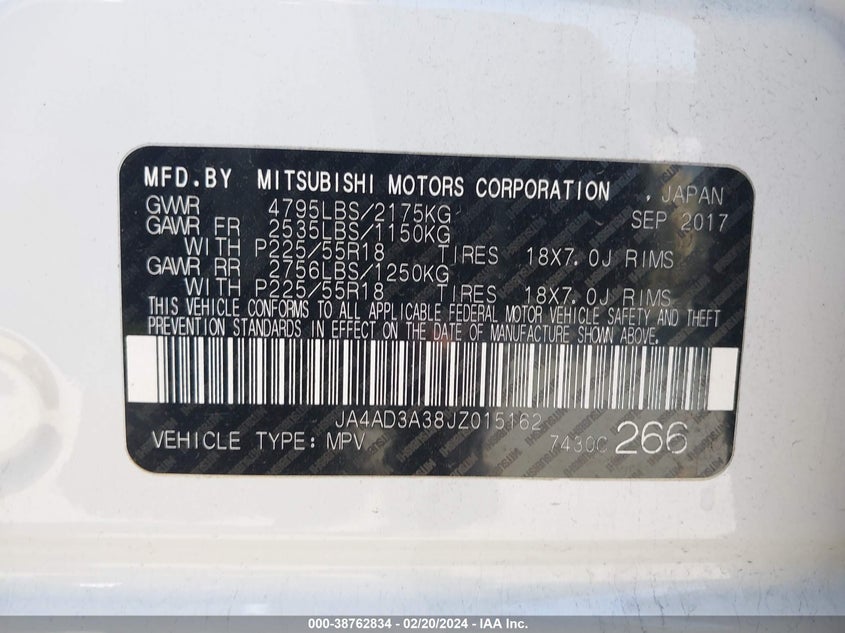 MFD.BY MITSUBISHI MOTORS CORPORATION , JAPAN
GVWR 4795LBS/2175KG SEP 2017
GAWR FR 2535LBS/1150KG
WITH P225/55R18 TIRES 18X7.0J RIMS
GAWR RR 2756LBS/1250KG
WITH P225/55R18 TIRES 18X7.0J RIMS
THIS VEHICLE CONFORMS TO ALL APPLICABLE FEDERAL MOTOR VEHICLE SAFETY AND THEFT
PREVENTION STANDARDS IN EFFECT ON THE DATE OF MANUFACTURE SHOWN ABOVE.
JA4AD3A38JZ015162
VEHICLE TYPE: MPV 7430C 266
000-38762834 - 02/20/2024 - IAA Inc.